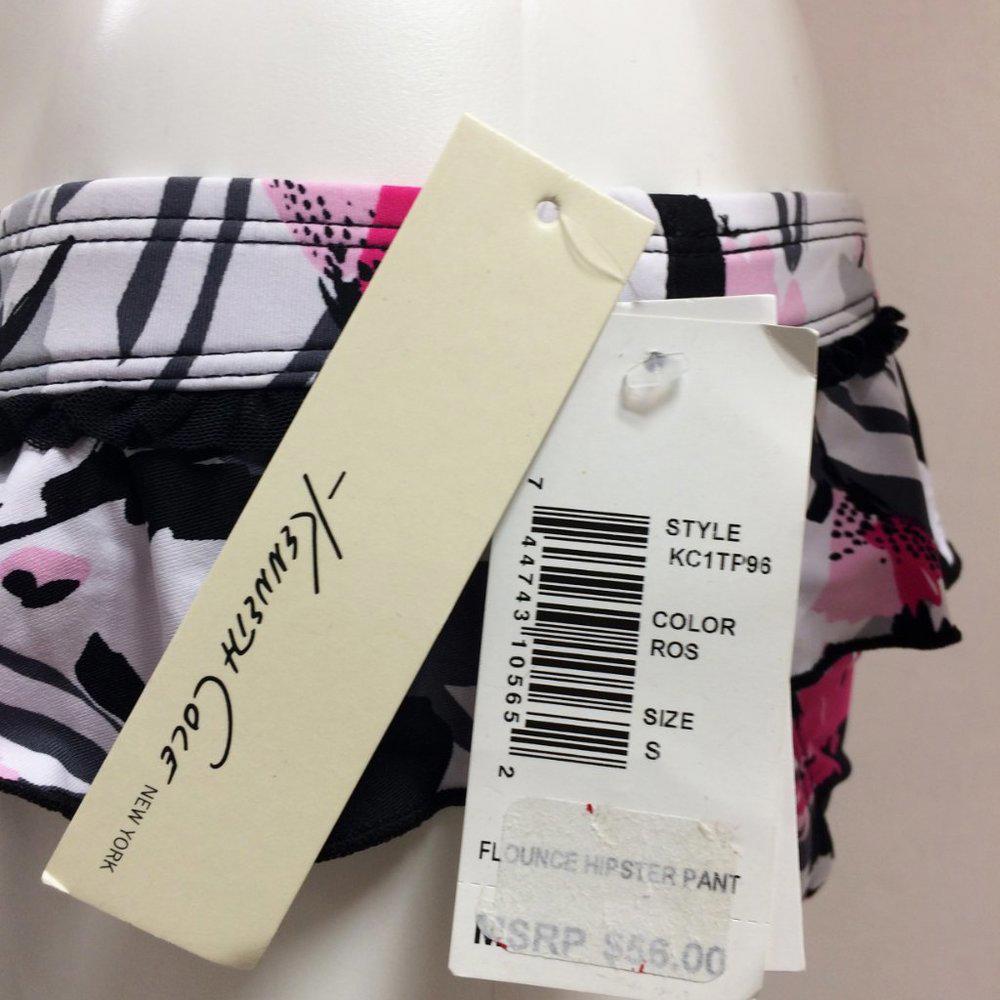 KENNETH COLE NEW YORK
7 44743 10565 2
STYLE
KC1TP96
COLOR
ROS
SIZE
S
FLOUNCE HIPSTER PANT
MSRP $56.00